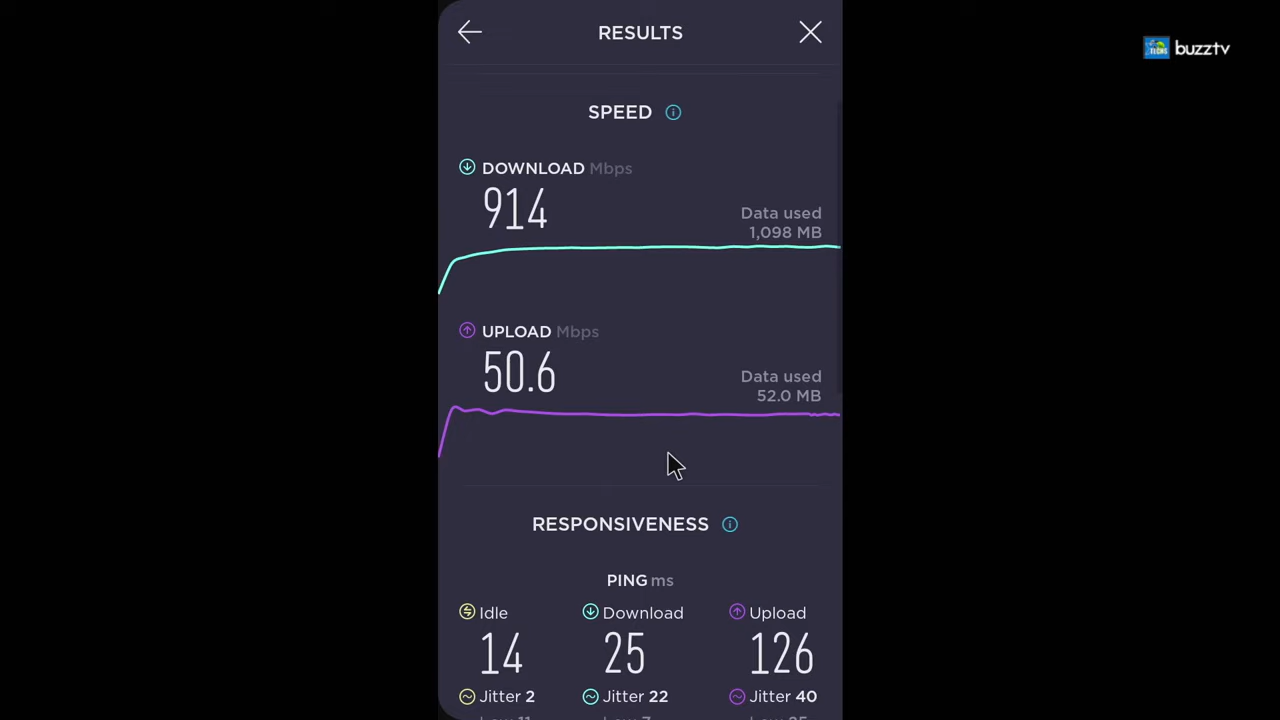 RESULTS
TECHS buzztv
SPEED
DOWNLOAD Mbps
914
Data used
1,098 MB
UPLOAD Mbps
50.6
Data used
52.0 MB
RESPONSIVENESS
PING ms
Idle Download Upload
14 25 126
Jitter 2 Jitter 22 Jitter 40